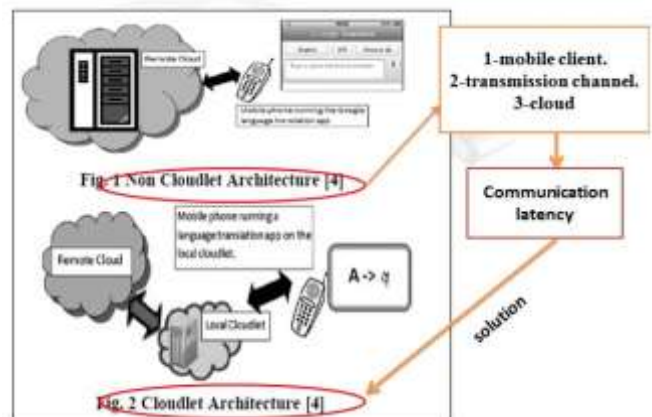 Remote Cloud
Mobile phone running the Google
language translation app
Fig. 1 Non Cloudlet Architecture [4]
1-mobile client.
2-transmission channel.
3-cloud
Communication
latency
solution
Mobile phone running a
language translation app on the
local cloudlet.
Remote Cloud
A -> q
Local Cloudlet
Fig. 2 Cloudlet Architecture [4]